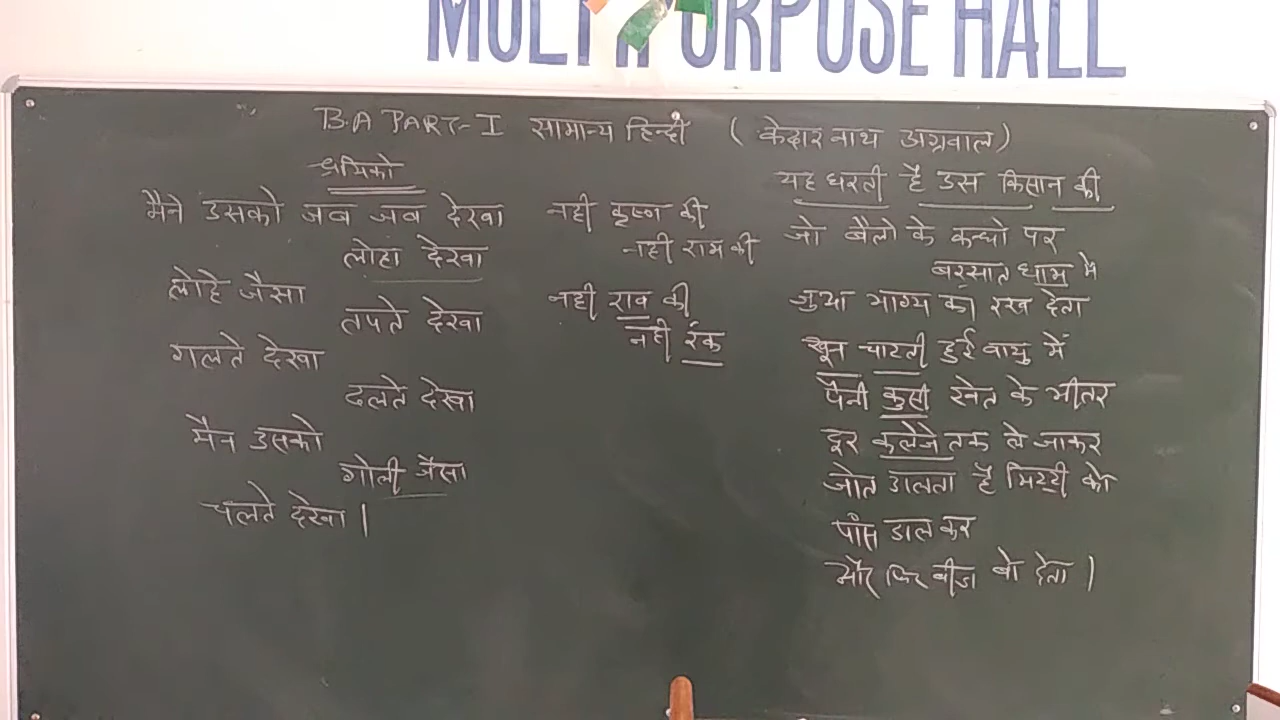 MULTIPURPOSE HALL
B.A PART-I सामान्य हिन्दी ( केदारनाथ अग्रवाल )
श्रमिको
मैने उसको जब जब देखा
लोहा देखा
लोहे जैसा
तपते देखा
गलते देखा
ढलते देखा
मैन उसको
गोली जैसा
चलते देखा।
नही कृष्ण की
नही राम की
नही राव की
नही रंक
यह धरती है उस किसान की
जो बैलो के कन्धो पर
बरसात घाम मे
जुआ भाग्य का रख देता
खून चाटती हुई वायु में
पैनी कुसी खेत के भीतर
दूर कलेजे तक ले जाकर
जोत डालता है मिट्टी को
पाँस डाल कर
और फिर बीज बो देता।